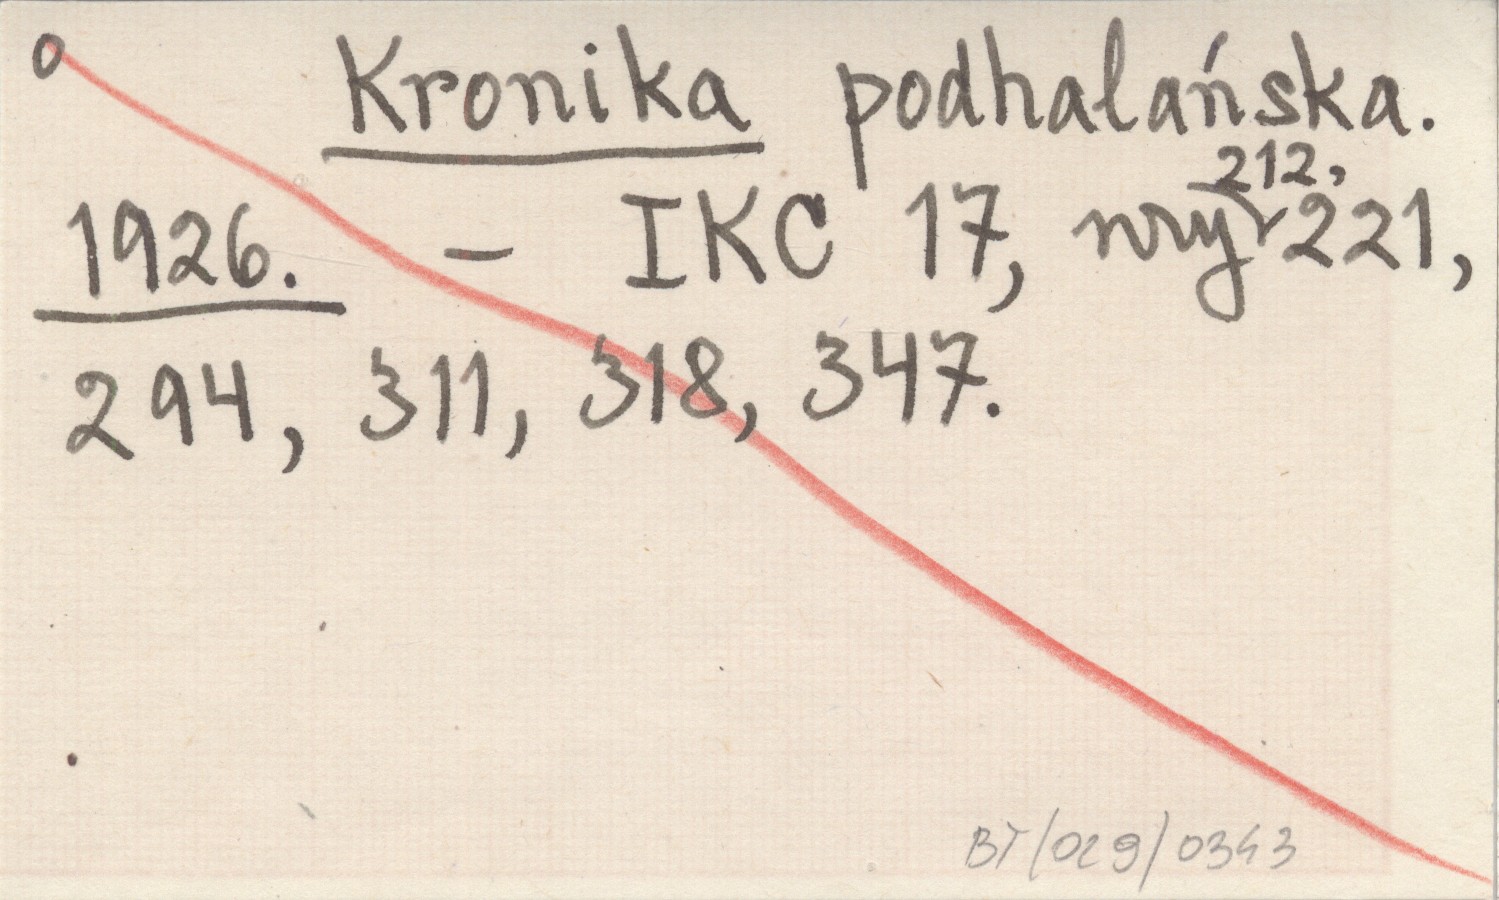 o
Kronika podhalańska.
1926. - IKC 17, nry 212, 221,
294, 311, 318, 347.
BT/029/0343